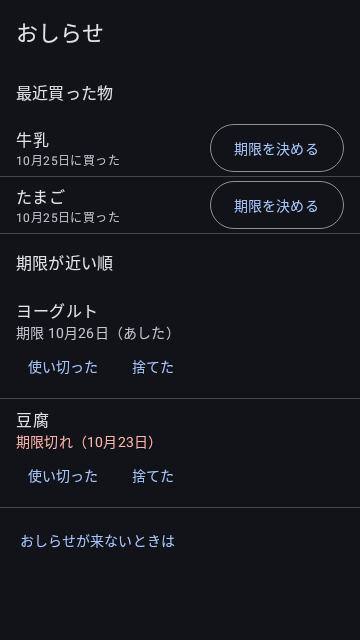 おしらせ
最近買った物
牛乳
10月25日に買った
期限を決める
たまご
10月25日に買った
期限を決める
期限が近い順
ヨーグルト
期限 10月26日（あした）
使い切った 捨てた
豆腐
期限切れ（10月23日）
使い切った 捨てた
おしらせが来ないときは